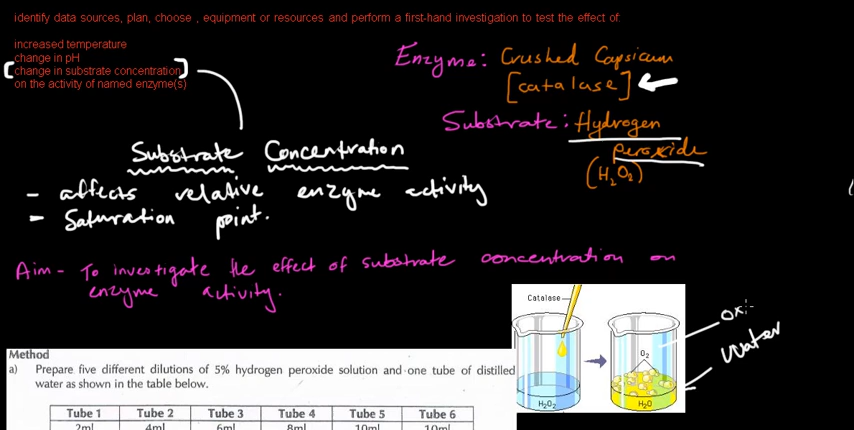 identify data sources, plan, choose , equipment or resources and perform a first-hand investigation to test the effect of:
increased temperature
change in pH
change in substrate concentration
on the activity of named enzyme(s)
Enzyme: Crushed Capsicum
[catalase]
Substrate: Hydrogen
peroxide
(H₂O₂)
Substrate Concentration
- affects relative enzyme activity
- Saturation point.
Aim - To investigate the effect of substrate concentration on
enzyme activity.
Catalase
O₂
H₂O₂
H₂O
oxi
water
Method
a) Prepare five different dilutions of 5% hydrogen peroxide solution and one tube of distilled
water as shown in the table below.
Tube 1 Tube 2 Tube 3 Tube 4 Tube 5 Tube 6
2ml 4ml 6ml 8ml 10ml 10ml